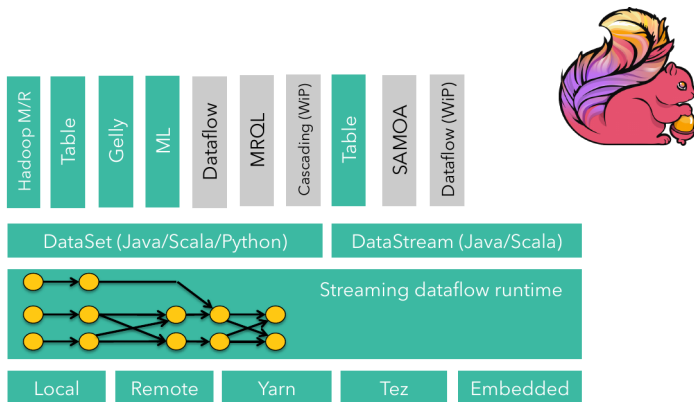 Hadoop M/R
Table
Gelly
ML
Dataflow
MRQL
Cascading (WiP)
Table
SAMOA
Dataflow (WiP)
DataSet (Java/Scala/Python)
DataStream (Java/Scala)
Streaming dataflow runtime
Local
Remote
Yarn
Tez
Embedded